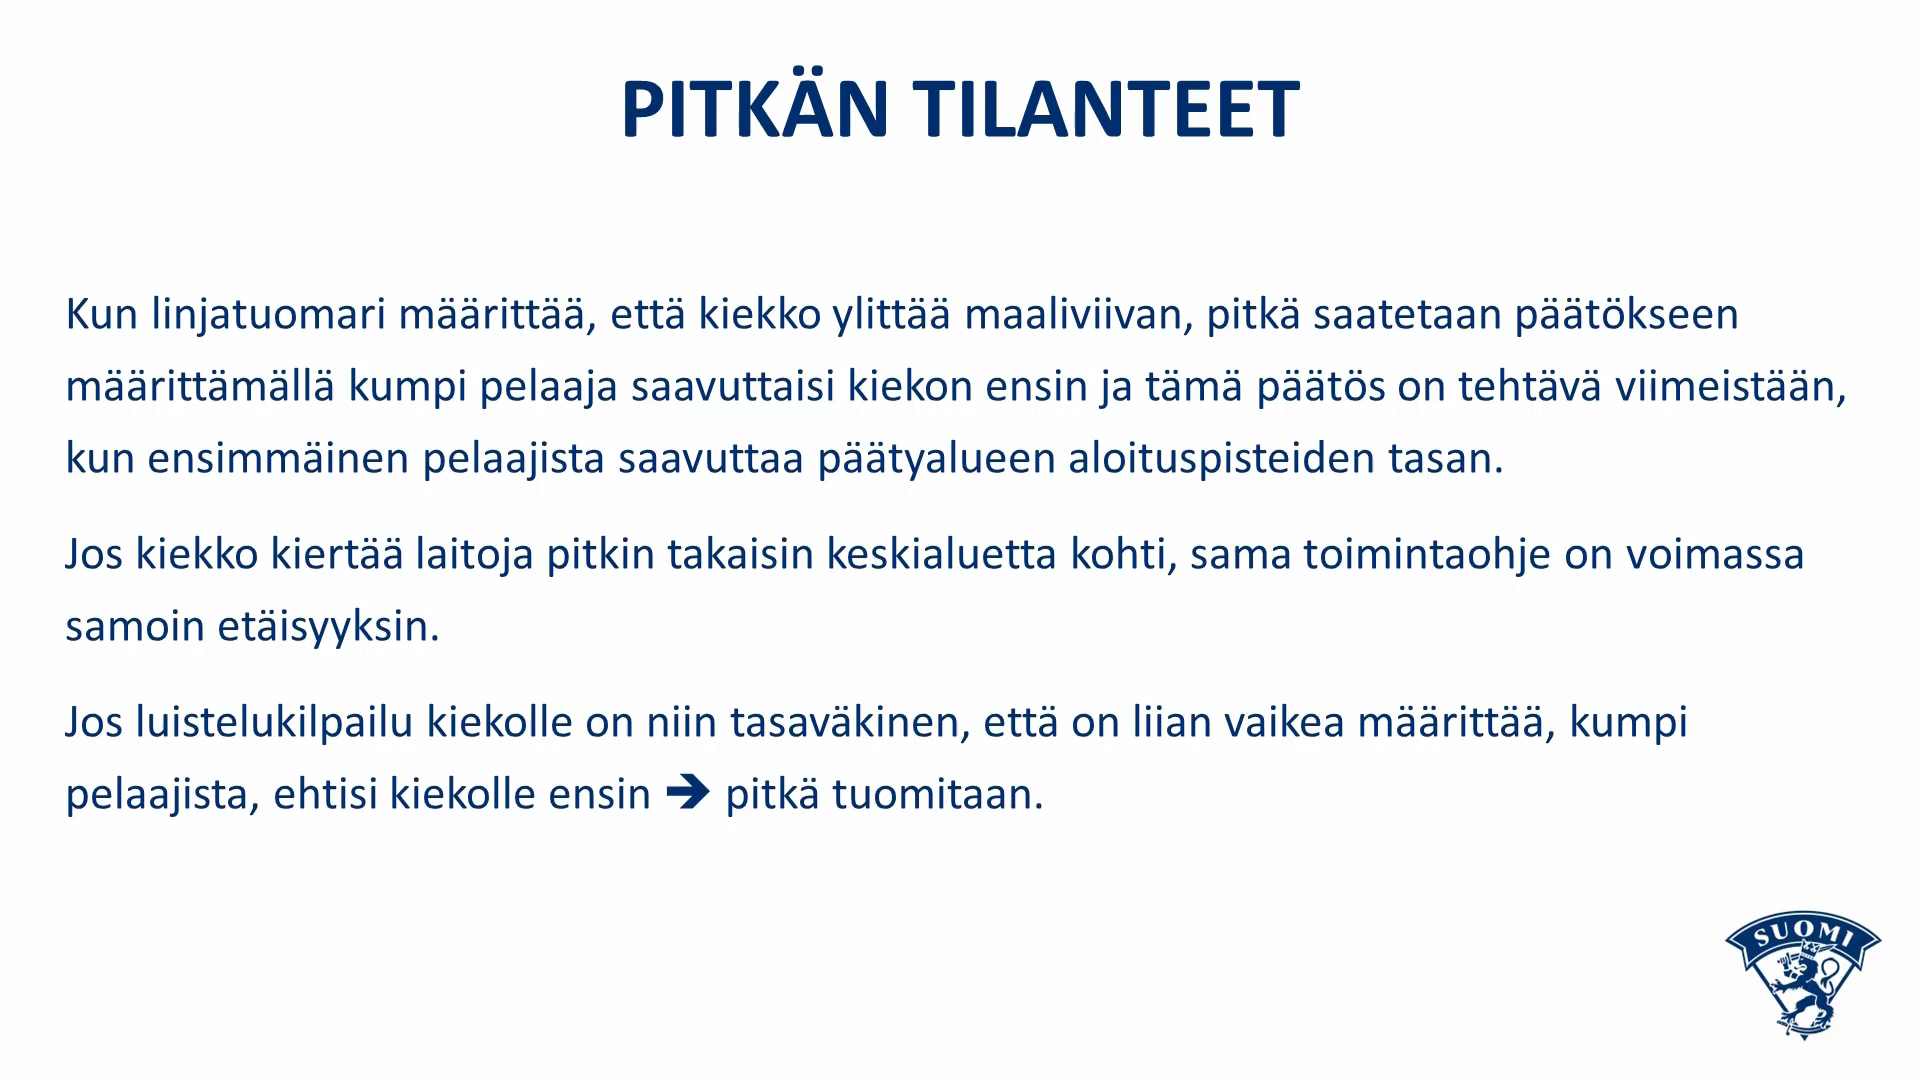 PITKÄN TILANTEET
Kun linjatuomari määrittää, että kiekko ylittää maaliviivan, pitkä saatetaan päätökseen
määrittämällä kumpi pelaaja saavuttaisi kiekon ensin ja tämä päätös on tehtävä viimeistään,
kun ensimmäinen pelaajista saavuttaa päätyalueen aloituspisteiden tasan.
Jos kiekko kiertää laitoja pitkin takaisin keskialuetta kohti, sama toimintaohje on voimassa
samoin etäisyyksin.
Jos luistelukilpailu kiekolle on niin tasaväkinen, että on liian vaikea määrittää, kumpi
pelaajista, ehtisi kiekolle ensin ➔ pitkä tuomitaan.
SUOMI